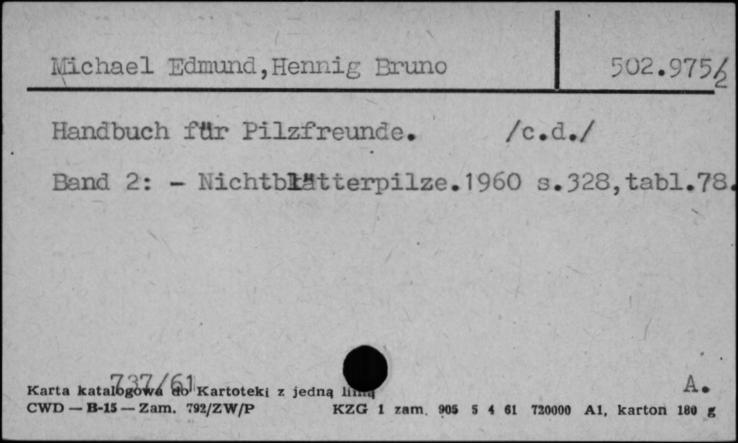 Michael Edmund,Hennig Bruno 502.975/2
Handbuch für Pilzfreunde. /c.d./
Band 2: - Nichtblätterpilze.1960 s.328,tabl.78.
737/61 A.
Karta katalogowa do Kartoteki z jedną linią
CWD — B-15 — Zam. 792/ZW/P KZG 1 zam. 905 5 4 61 720000 A1, karton 180 g